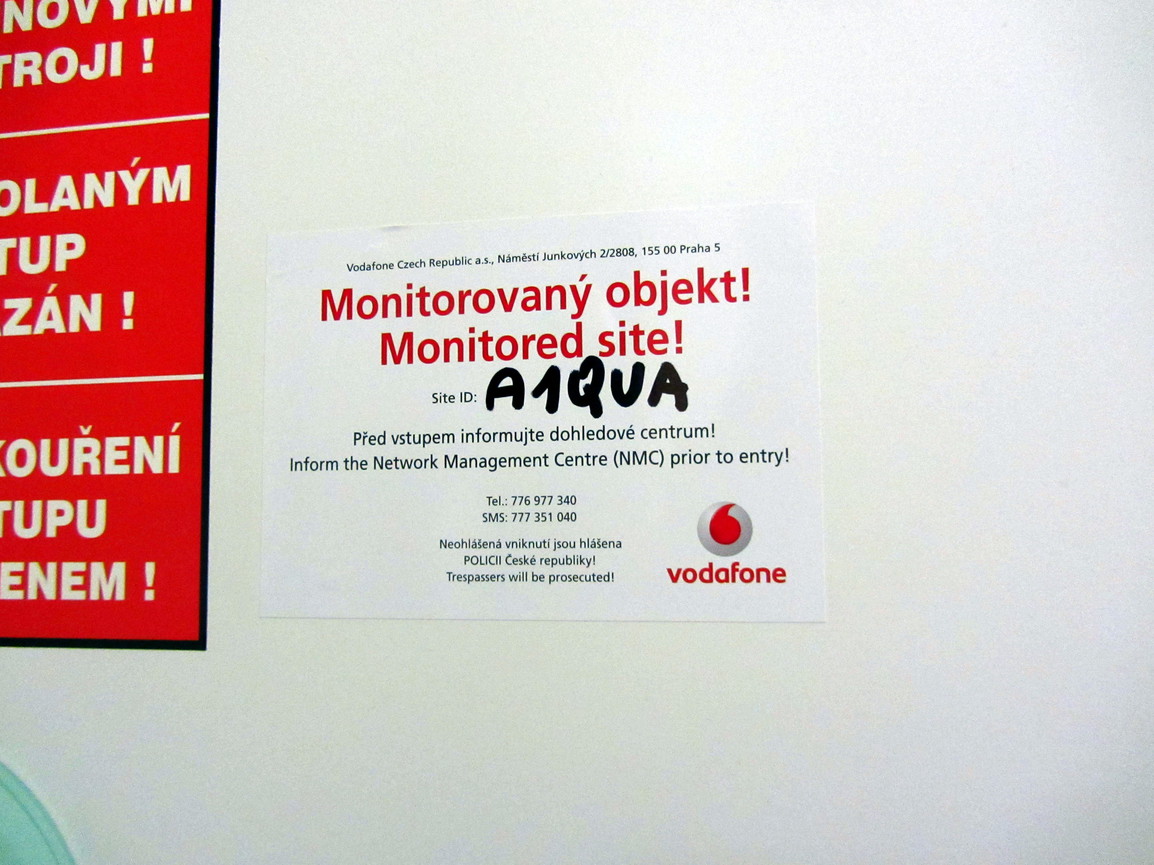 NOVÝMI
TROJI !
OLANÝM
TUP
ZÁN !
KOUŘENÍ
TUPU
ENEM !
Vodafone Czech Republic a.s., Náměstí Junkových 2/2808, 155 00 Praha 5
Monitorovaný objekt!
Monitored site!
Site ID: A1QUA
Před vstupem informujte dohledové centrum!
Inform the Network Management Centre (NMC) prior to entry!
Tel.: 776 977 340
SMS: 777 351 040
Neohlášená vniknutí jsou hlášena
POLICII České republiky!
Trespassers will be prosecuted!
vodafone